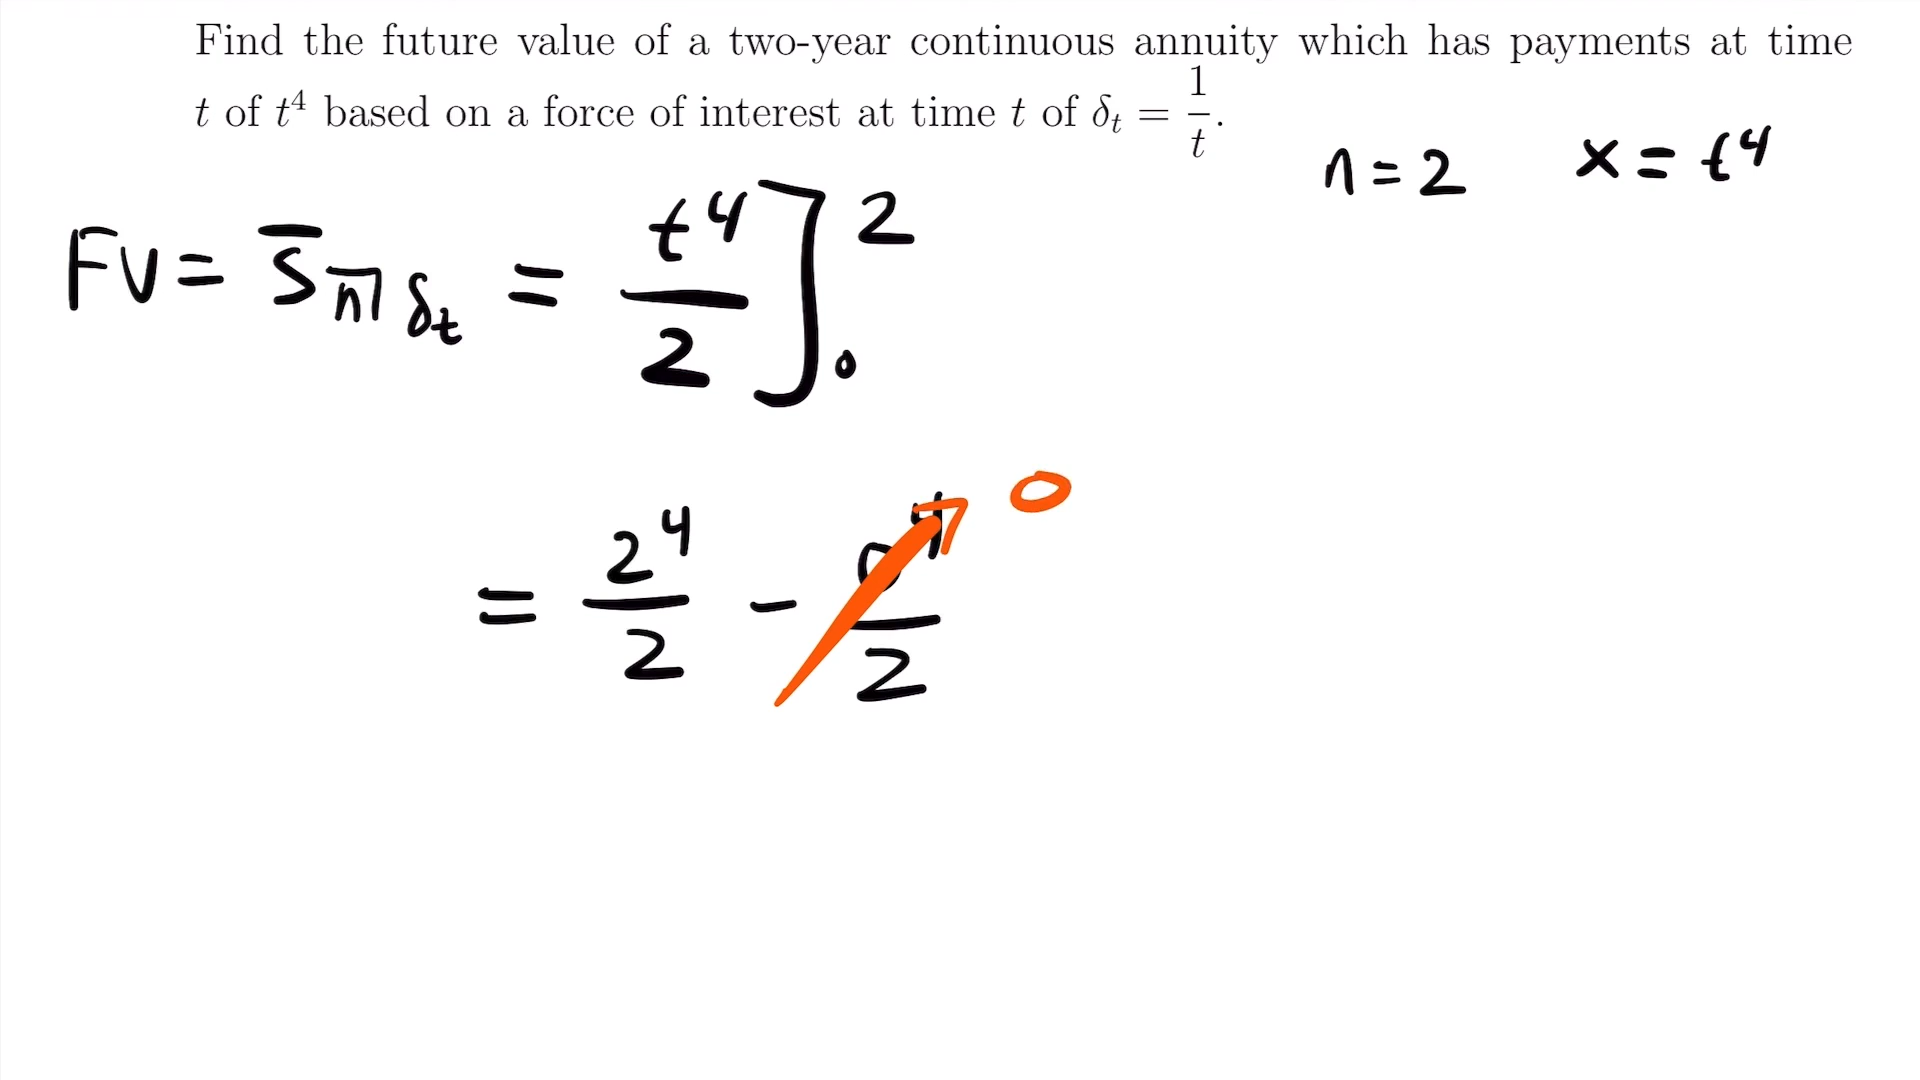 Find the future value of a two-year continuous annuity which has payments at time
t of t⁴ based on a force of interest at time t of δₜ = 1/t.
n = 2    x = t⁴
FV = s̄ n̅| δₜ = t⁴/2 ]₀²
= 2⁴/2 - 0⁴/2 0